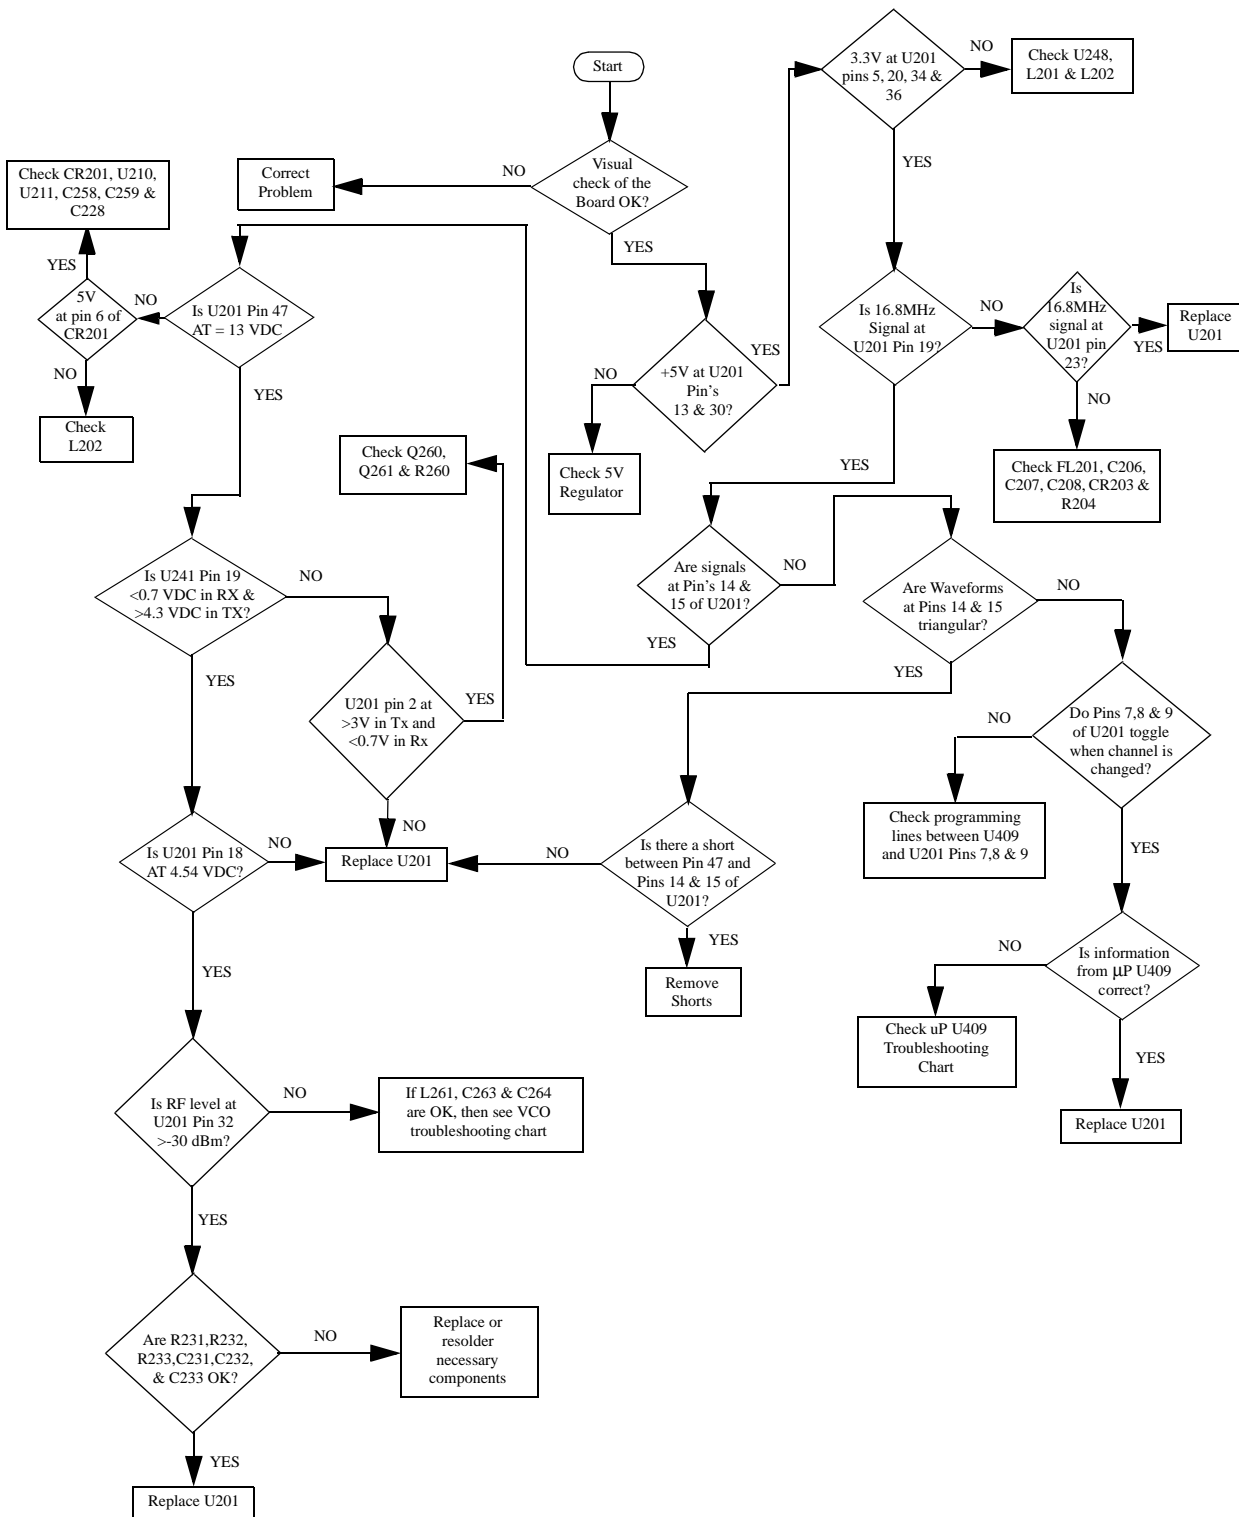 Start
NO
Visual
check of the
Board OK?
YES
Correct
Problem
NO
+5V at U201
Pin's
13 & 30?
YES
Check 5V
Regulator
3.3V at U201
pins 5, 20, 34 &
36
NO
Check U248,
L201 & L202
YES
Is 16.8MHz
Signal at
U201 Pin 19?
NO
Is
16.8MHz
signal at
U201 pin
23?
YES
Replace
U201
NO
Check FL201, C206,
C207, C208, CR203 &
R204
YES
Are signals
at Pin's 14 &
15 of U201?
NO
YES
Are Waveforms
at Pins 14 & 15
triangular?
NO
YES
Do Pins 7,8 & 9
of U201 toggle
when channel is
changed?
NO
Check programming
lines between U409
and U201 Pins 7,8 & 9
YES
Is information
from μP U409
correct?
NO
Check uP U409
Troubleshooting
Chart
YES
Replace U201
Is there a short
between Pin 47 and
Pins 14 & 15 of
U201?
NO
YES
Remove
Shorts
Check CR201, U210,
U211, C258, C259 &
C228
YES
5V
at pin 6 of
CR201
NO
Is U201 Pin 47
AT = 13 VDC
NO
Check
L202
YES
Check Q260,
Q261 & R260
Is U241 Pin 19
<0.7 VDC in RX &
>4.3 VDC in TX?
NO
YES
U201 pin 2 at
>3V in Tx and
<0.7V in Rx
YES
NO
Is U201 Pin 18
AT 4.54 VDC?
NO
Replace U201
YES
Is RF level at
U201 Pin 32
>-30 dBm?
NO
If L261, C263 & C264
are OK, then see VCO
troubleshooting chart
YES
Are R231,R232,
R233,C231,C232,
& C233 OK?
NO
Replace or
resolder
necessary
components
YES
Replace U201